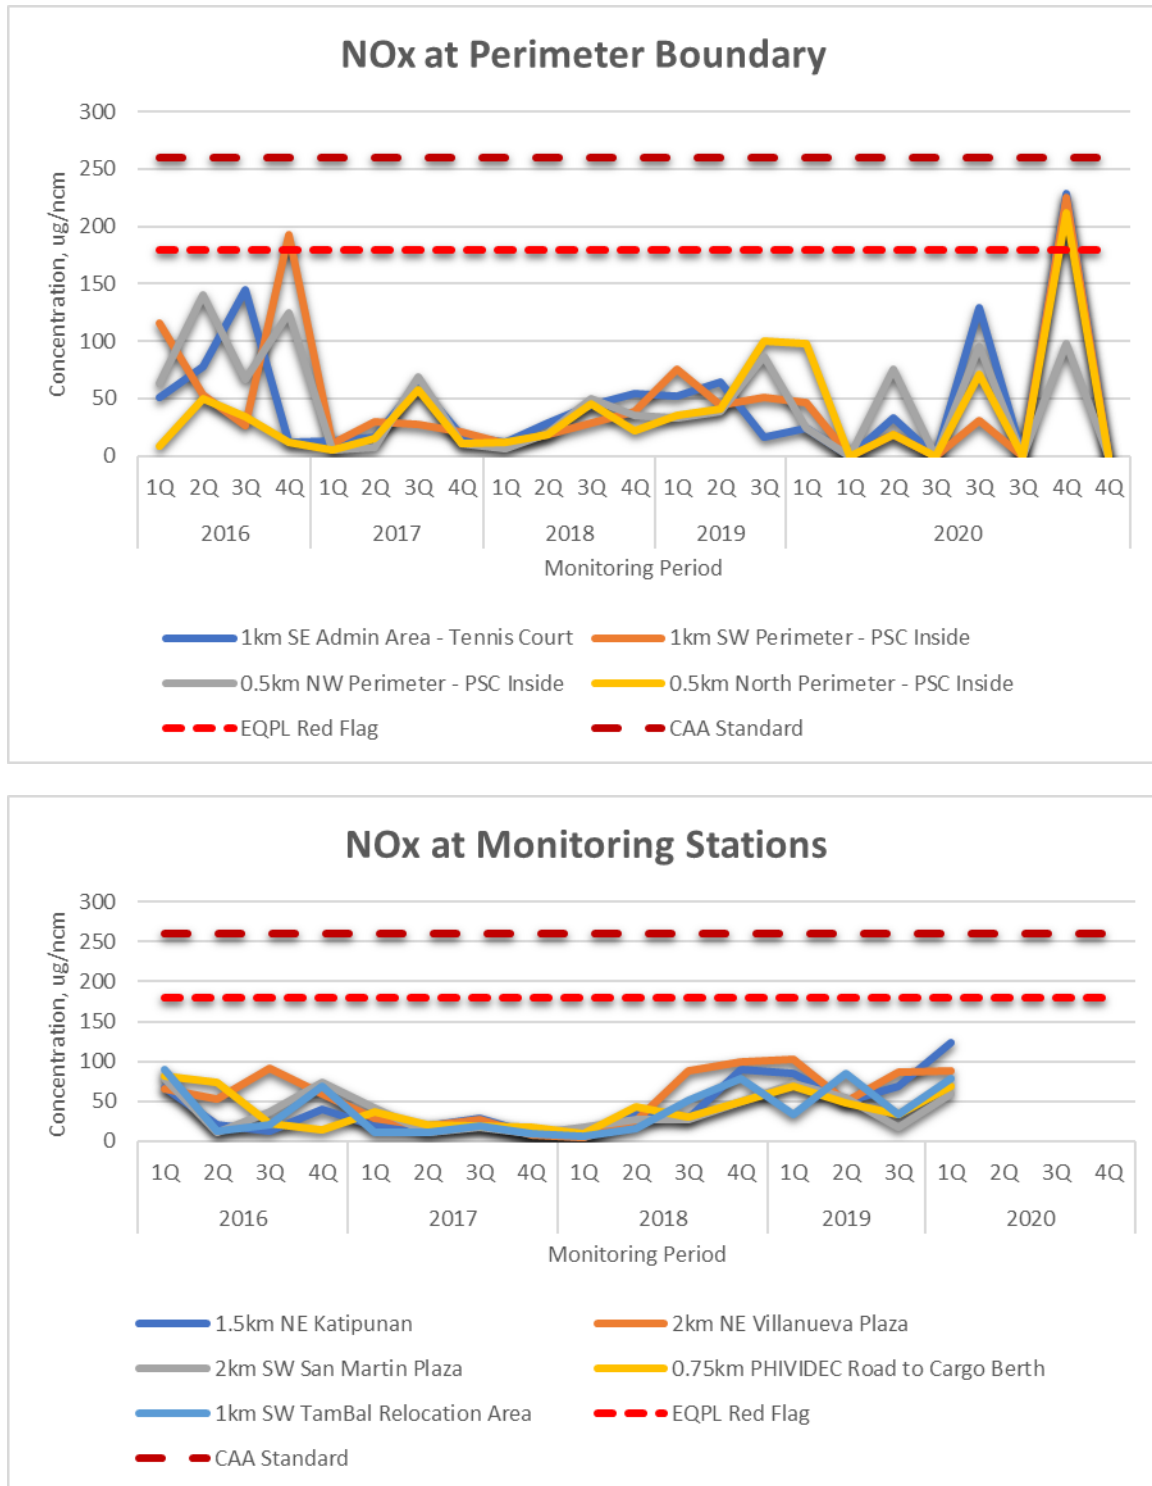 NOx at Perimeter Boundary
300
250
200
150
100
50
0
Concentration, ug/ncm
1Q 2Q 3Q 4Q 1Q 2Q 3Q 4Q 1Q 2Q 3Q 4Q 1Q 2Q 3Q 1Q 1Q 2Q 3Q 3Q 3Q 4Q 4Q
2016 2017 2018 2019 2020
Monitoring Period
1km SE Admin Area - Tennis Court 1km SW Perimeter - PSC Inside
0.5km NW Perimeter - PSC Inside 0.5km North Perimeter - PSC Inside
EQPL Red Flag CAA Standard
NOx at Monitoring Stations
300
250
200
150
100
50
0
Concentration, ug/ncm
1Q 2Q 3Q 4Q 1Q 2Q 3Q 4Q 1Q 2Q 3Q 4Q 1Q 2Q 3Q 1Q 2Q 3Q 4Q
2016 2017 2018 2019 2020
Monitoring Period
1.5km NE Katipunan 2km NE Villanueva Plaza
2km SW San Martin Plaza 0.75km PHIVIDEC Road to Cargo Berth
1km SW TamBal Relocation Area EQPL Red Flag
CAA Standard